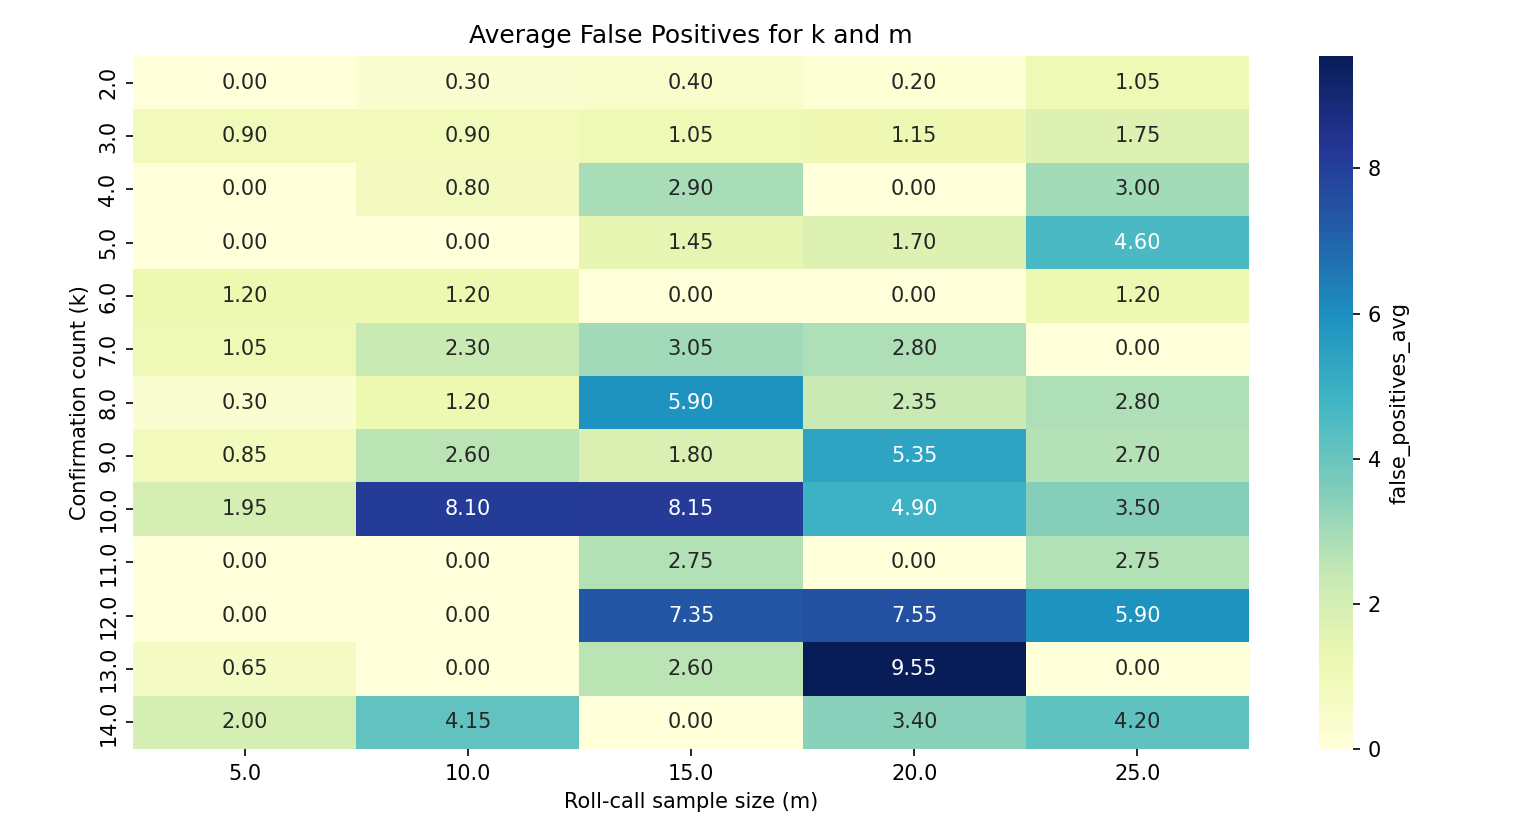 Average False Positives for k and m
2.0 0.00 0.30 0.40 0.20 1.05
3.0 0.90 0.90 1.05 1.15 1.75
4.0 0.00 0.80 2.90 0.00 3.00
5.0 0.00 0.00 1.45 1.70 4.60
6.0 1.20 1.20 0.00 0.00 1.20
7.0 1.05 2.30 3.05 2.80 0.00
8.0 0.30 1.20 5.90 2.35 2.80
9.0 0.85 2.60 1.80 5.35 2.70
10.0 1.95 8.10 8.15 4.90 3.50
11.0 0.00 0.00 2.75 0.00 2.75
12.0 0.00 0.00 7.35 7.55 5.90
13.0 0.65 0.00 2.60 9.55 0.00
14.0 2.00 4.15 0.00 3.40 4.20
5.0 10.0 15.0 20.0 25.0
Roll-call sample size (m)
Confirmation count (k)
8
6
4
2
0
false_positives_avg